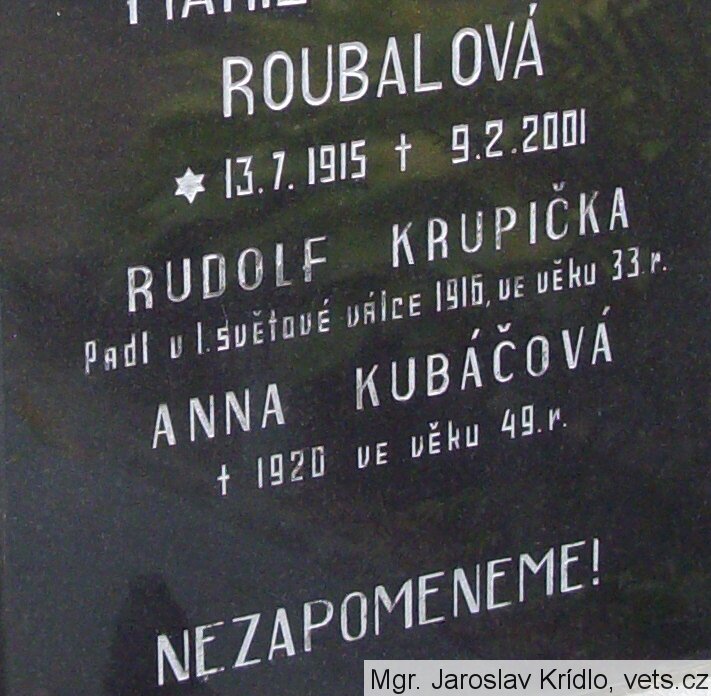 ROUBALOVÁ
* 13.7.1915 † 9.2.2001
RUDOLF KRUPIČKA
Padl v I. světové válce 1916, ve věku 33 r.
ANNA KUBÁČOVÁ
† 1920 ve věku 49. r.
NEZAPOMENEME!
Mgr. Jaroslav Krídlo, vets.cz